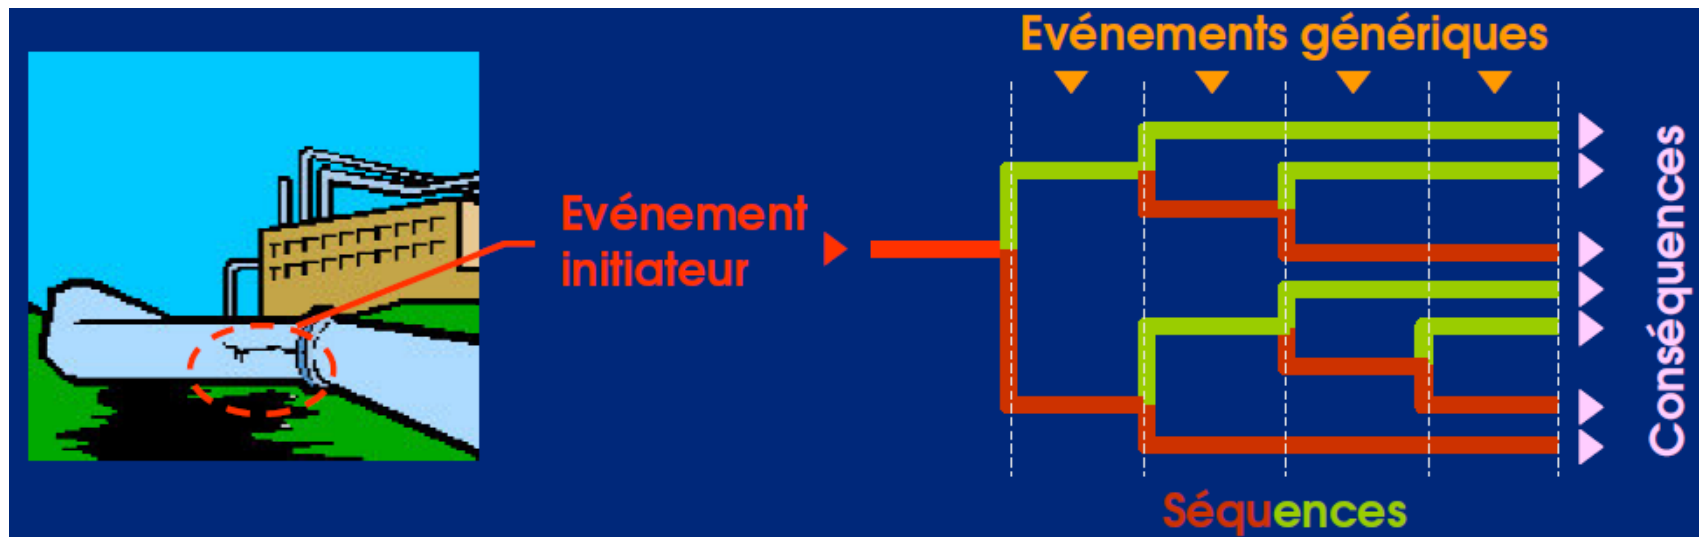 Evénements génériques
Evénement
initiateur
Conséquences
Séquences